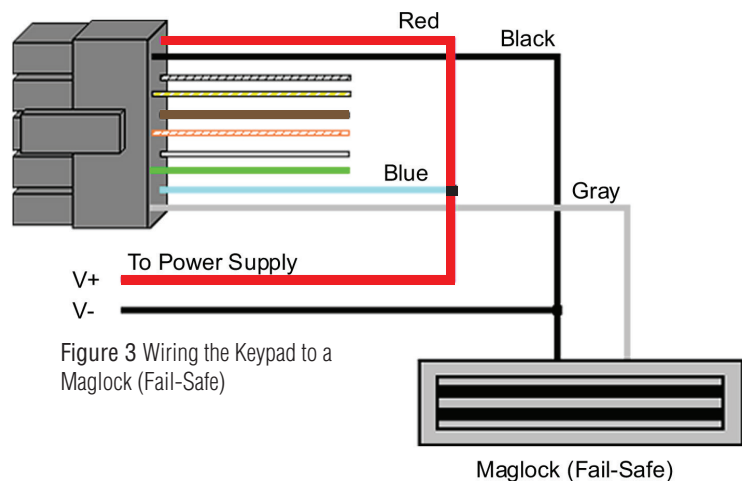 Red
Black
Blue
Gray
To Power Supply
V+
V-
Figure 3 Wiring the Keypad to a
Maglock (Fail-Safe)
Maglock (Fail-Safe)